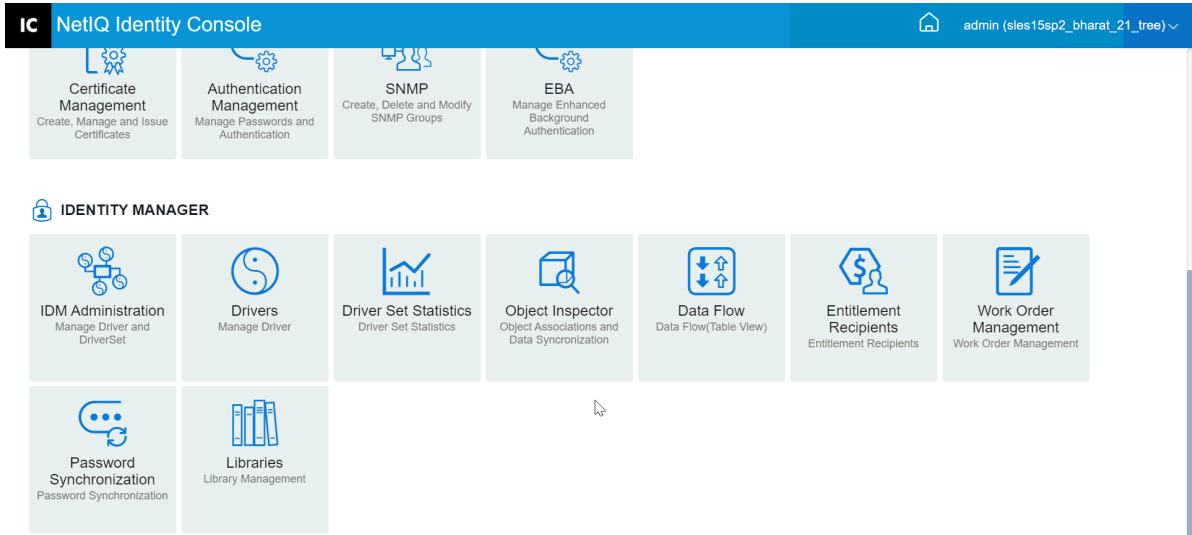 IC NetIQ Identity Console admin (sles15sp2_bharat_21_tree)
Certificate
Management
Create, Manage and Issue
Certificates
Authentication
Management
Manage Passwords and
Authentication
SNMP
Create, Delete and Modify
SNMP Groups
EBA
Manage Enhanced
Background
Authentication
IDENTITY MANAGER
IDM Administration
Manage Driver and
DriverSet
Drivers
Manage Driver
Driver Set Statistics
Driver Set Statistics
Object Inspector
Object Associations and
Data Syncronization
Data Flow
Data Flow(Table View)
Entitlement
Recipients
Entitlement Recipients
Work Order
Management
Work Order Management
Password
Synchronization
Password Synchronization
Libraries
Library Management